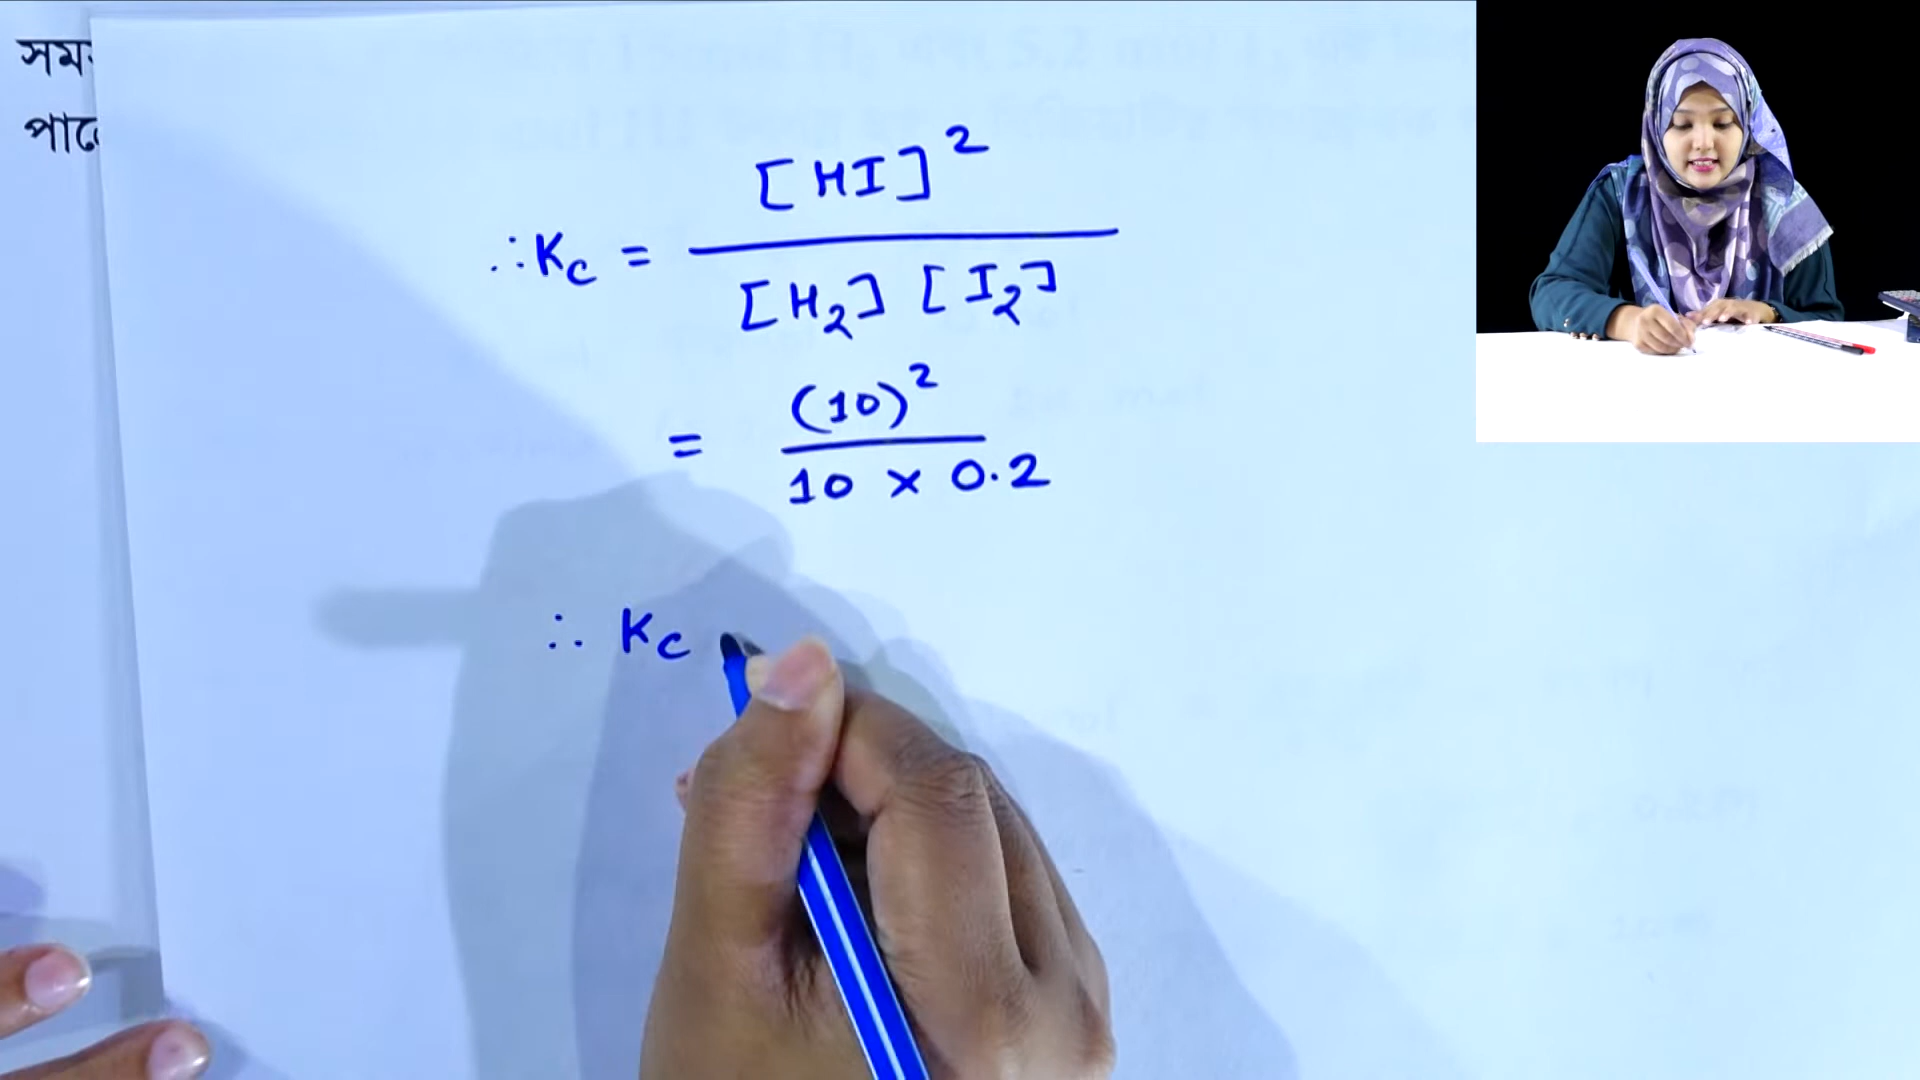 সম
পারে
∴ Kc = [HI]² / [H₂] [I₂]
= (10)² / 10 × 0.2
∴ Kc